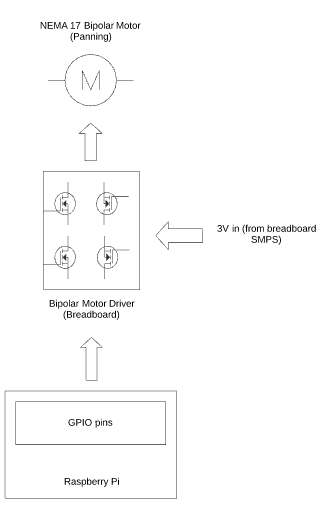 NEMA 17 Bipolar Motor
(Panning)
M
3V in (from breadboard
SMPS)
Bipolar Motor Driver
(Breadboard)
GPIO pins
Raspberry Pi